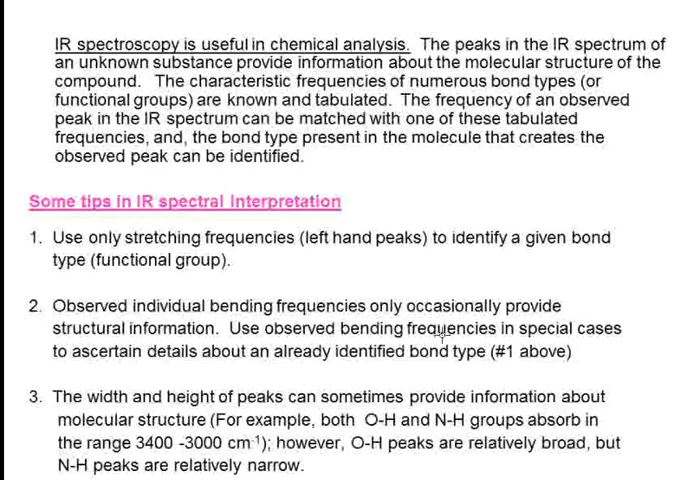 IR spectroscopy is useful in chemical analysis. The peaks in the IR spectrum of
an unknown substance provide information about the molecular structure of the
compound. The characteristic frequencies of numerous bond types (or
functional groups) are known and tabulated. The frequency of an observed
peak in the IR spectrum can be matched with one of these tabulated
frequencies, and, the bond type present in the molecule that creates the
observed peak can be identified.
Some tips in IR spectral Interpretation
1. Use only stretching frequencies (left hand peaks) to identify a given bond
type (functional group).
2. Observed individual bending frequencies only occasionally provide
structural information. Use observed bending frequencies in special cases
to ascertain details about an already identified bond type (#1 above)
3. The width and height of peaks can sometimes provide information about
molecular structure (For example, both O-H and N-H groups absorb in
the range 3400 -3000 cm⁻¹); however, O-H peaks are relatively broad, but
N-H peaks are relatively narrow.